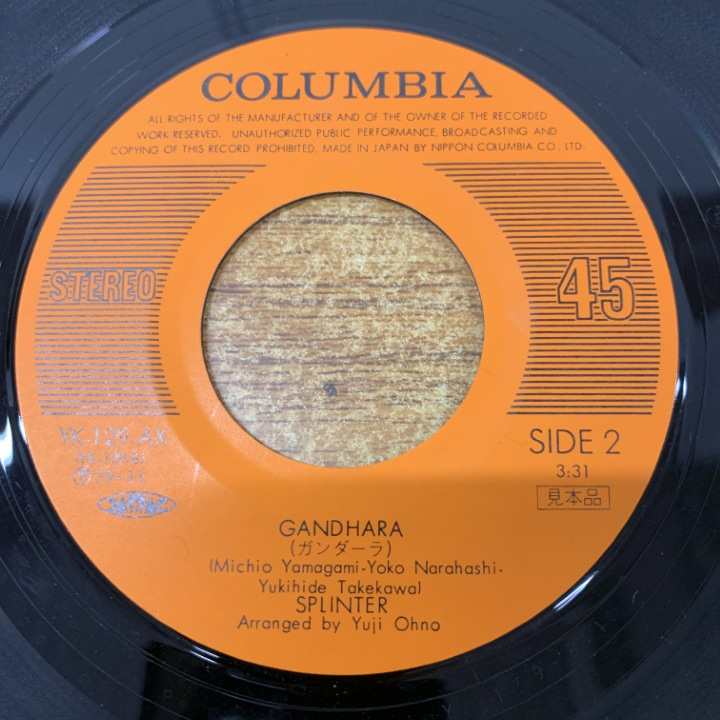 COLUMBIA
ALL RIGHTS OF THE MANUFACTURER AND OF THE OWNER OF THE RECORDED
WORK RESERVED. UNAUTHORIZED PUBLIC PERFORMANCE, BROADCASTING AND
COPYING OF THIS RECORD PROHIBITED. MADE IN JAPAN BY NIPPON COLUMBIA CO., LTD.
STEREO
45
YK-129-AX
SIDE 2
3:31
見本品
GANDHARA
(ガンダーラ)
(Michio Yamagami-Yoko Narahashi-
Yukihide Takekawa)
SPLINTER
Arranged by Yuji Ohno